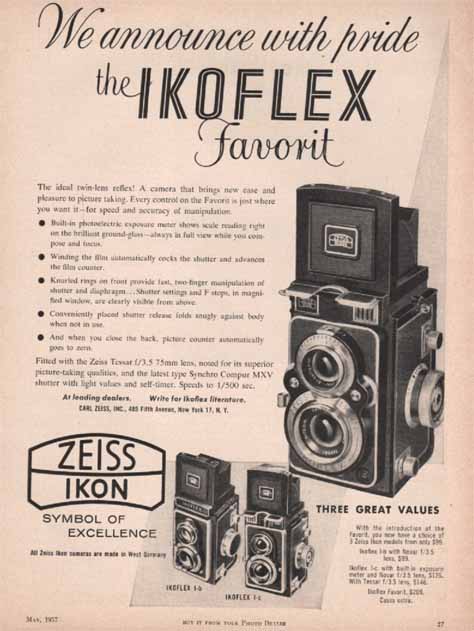 We announce with pride
the IKOFLEX
Favorit
The ideal twin-lens reflex! A camera that brings new ease and
pleasure to picture taking. Every control on the Favorit is just where
you want it—for speed and accuracy of manipulation.
● Built-in photoelectric exposure meter shows scale reading right
on the brilliant ground-glass—always in full view while you com-
pose and focus.
● Winding the film automatically cocks the shutter and advances
the film counter.
● Knurled rings on front provide fast, two-finger manipulation of
shutter and diaphragm... Shutter settings and F stops, in magni-
fied window, are clearly visible from above.
● Conveniently placed shutter release folds snugly against body
when not in use.
● And when you close the back, picture counter automatically
goes to zero.
Fitted with the Zeiss Tessar f/3.5 75mm lens, noted for its superior
picture-taking qualities, and the latest type Synchro Compur MXV
shutter with light values and self-timer. Speeds to 1/500 sec.
At leading dealers. Write for Ikoflex literature.
CARL ZEISS, INC., 485 Fifth Avenue, New York 17, N. Y.
ZEISS
IKON
SYMBOL OF
EXCELLENCE
All Zeiss Ikon cameras are made in West Germany
IKOFLEX I-b
IKOFLEX I-c
THREE GREAT VALUES
With the introduction of the
Favorit, you now have a choice of
3 Zeiss Ikon models from only $99.
Ikoflex I-b with Novar f/3.5
lens, $99.
Ikoflex I-c with built-in exposure
meter and Novar f/3.5 lens, $126.
With Tessar f/3.5 lens, $146.
Ikoflex Favorit, $209.
Cases extra.
MAY, 1957
BUY IT FROM YOUR PHOTO DEALER
27